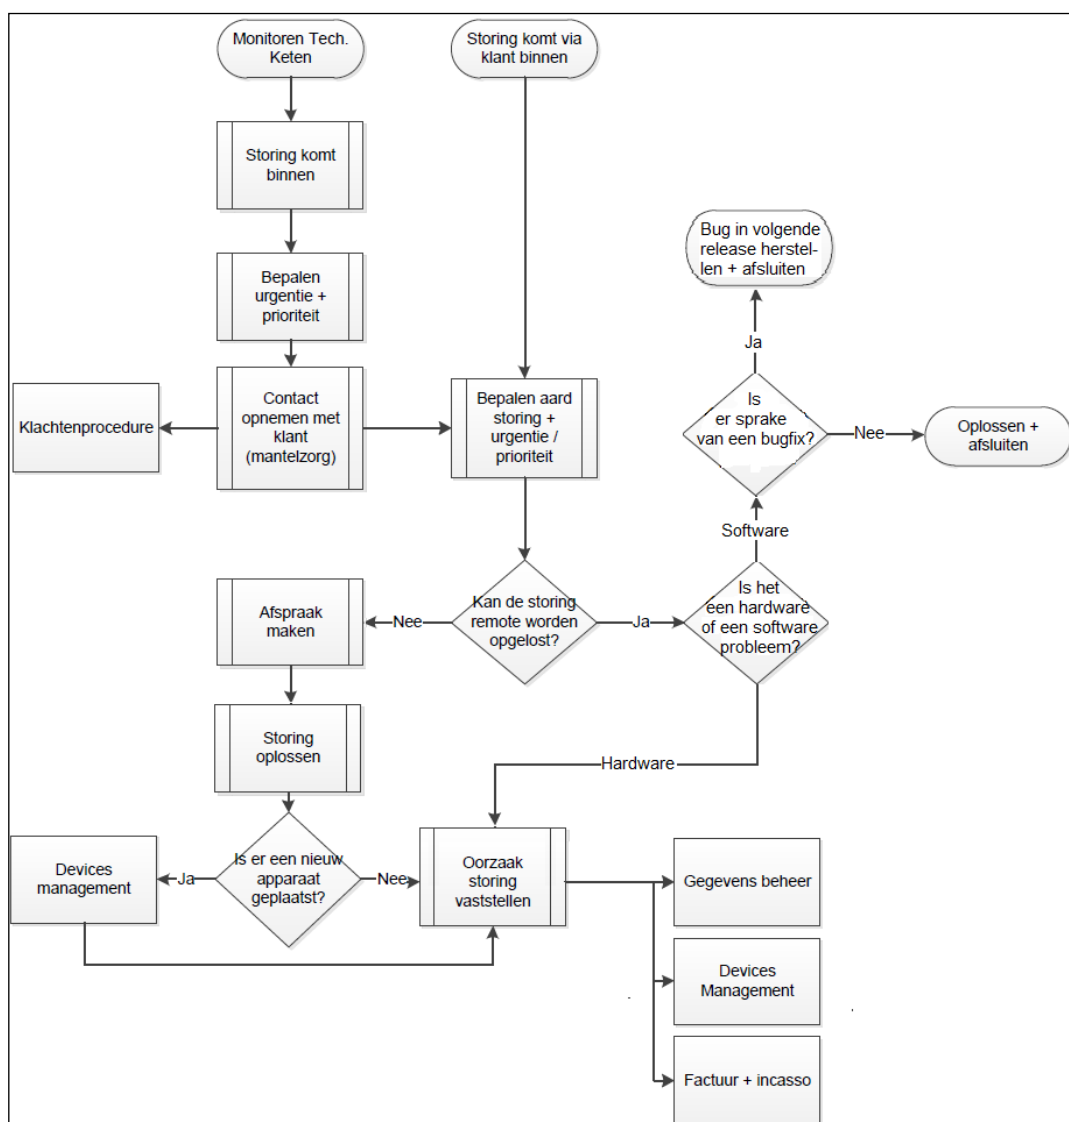 Monitoren Tech.
Keten
Storing komt via
klant binnen
Storing komt
binnen
Bug in volgende
release herstel-
len + afsluiten
Bepalen
urgentie +
prioriteit
Ja
Klachtenprocedure
Contact
opnemen met
klant
(mantelzorg)
Bepalen aard
storing +
urgentie /
prioriteit
Is
er sprake
van een bugfix?
Nee
Oplossen +
afsluiten
Software
Afspraak
maken
Nee
Kan de storing
remote worden
opgelost?
Ja
Is het
een hardware
of een software
probleem?
Storing
oplossen
Hardware
Devices
management
Ja
Is er een nieuw
apparaat
geplaatst?
Nee
Oorzaak
storing
vaststellen
Gegevens beheer
Devices
Management
Factuur + incasso